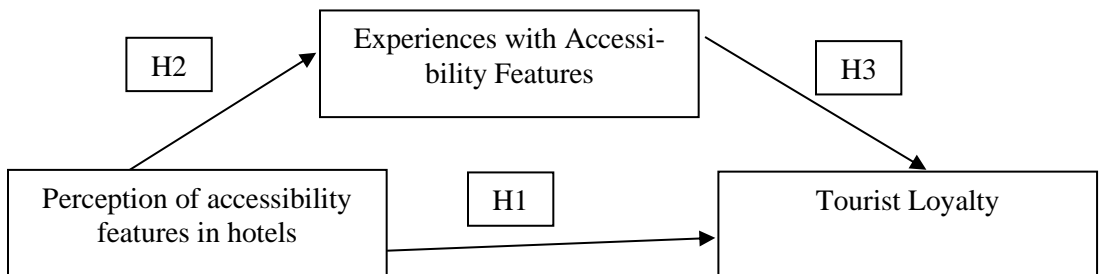 Experiences with Accessi-
bility Features
H2
H3
Perception of accessibility
features in hotels
H1
Tourist Loyalty